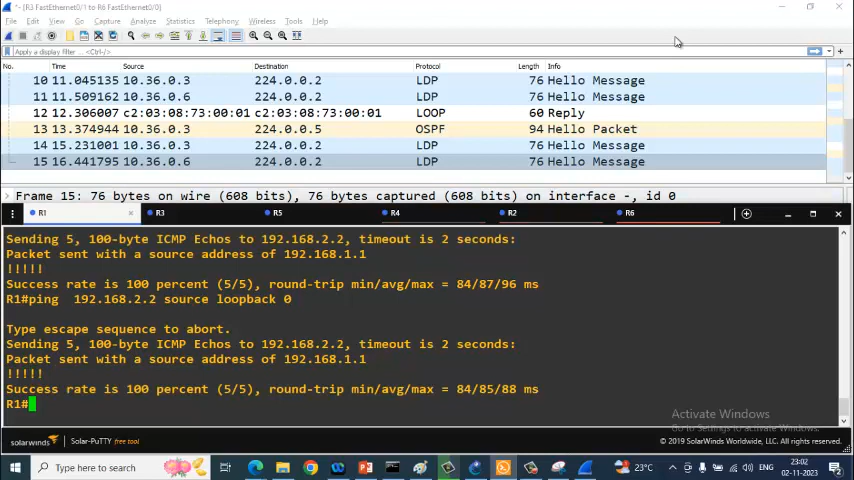 *- [R3 FastEthernet0/1 to R6 FastEthernet0/0]
File Edit View Go Capture Analyze Statistics Telephony Wireless Tools Help
Apply a display filter ... <Ctrl-/>
No. Time Source Destination Protocol Length Info
10 11.045135 10.36.0.3 224.0.0.2 LDP 76 Hello Message
11 11.509162 10.36.0.6 224.0.0.2 LDP 76 Hello Message
12 12.306007 c2:03:08:73:00:01 c2:03:08:73:00:01 LOOP 60 Reply
13 13.374944 10.36.0.3 224.0.0.5 OSPF 94 Hello Packet
14 15.231001 10.36.0.3 224.0.0.2 LDP 76 Hello Message
15 16.441795 10.36.0.6 224.0.0.2 LDP 76 Hello Message
Frame 15: 76 bytes on wire (608 bits), 76 bytes captured (608 bits) on interface -, id 0
R1 R3 R5 R4 R2 R6
Sending 5, 100-byte ICMP Echos to 192.168.2.2, timeout is 2 seconds:
Packet sent with a source address of 192.168.1.1
!!!!!
Success rate is 100 percent (5/5), round-trip min/avg/max = 84/87/96 ms
R1#ping  192.168.2.2 source loopback 0
Type escape sequence to abort.
Sending 5, 100-byte ICMP Echos to 192.168.2.2, timeout is 2 seconds:
Packet sent with a source address of 192.168.1.1
!!!!!
Success rate is 100 percent (5/5), round-trip min/avg/max = 84/85/88 ms
R1#
Activate Windows
Go to Settings to activate Windows.
solarwinds Solar-PuTTY free tool
© 2019 SolarWinds Worldwide, LLC. All rights reserved.
Type here to search
23°C
ENG
23:02
02-11-2023
2